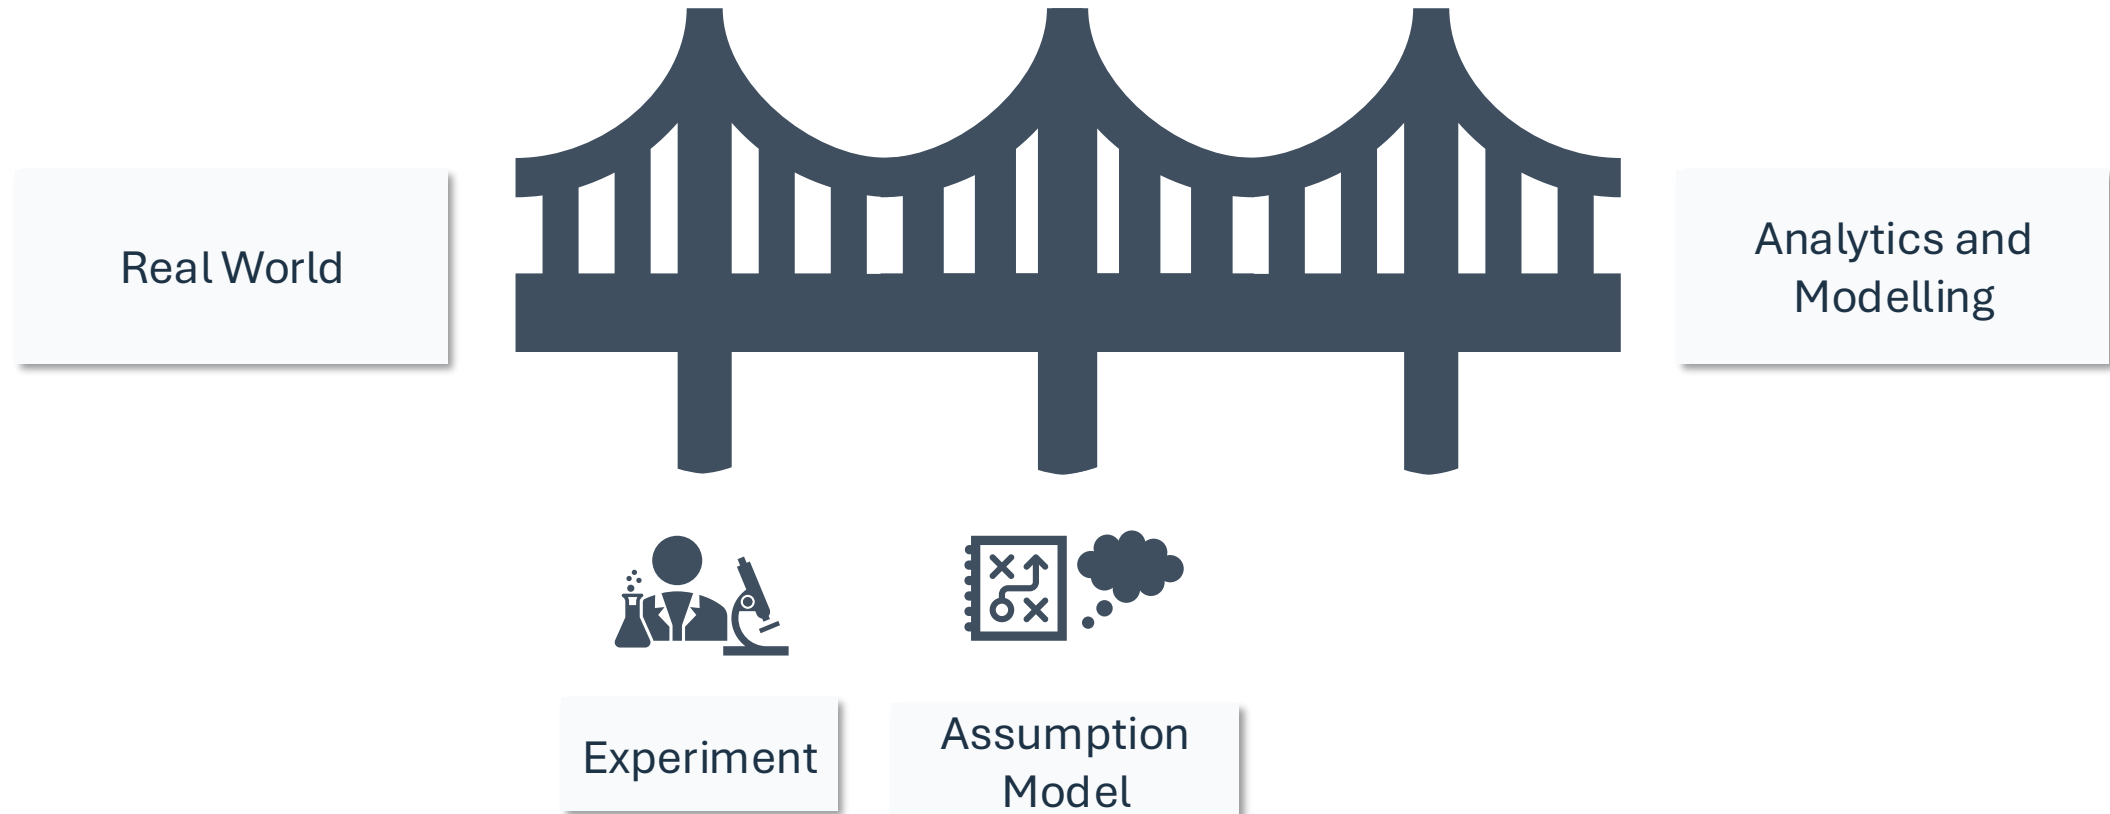 Real World
Analytics and
Modelling
Experiment
Assumption
Model